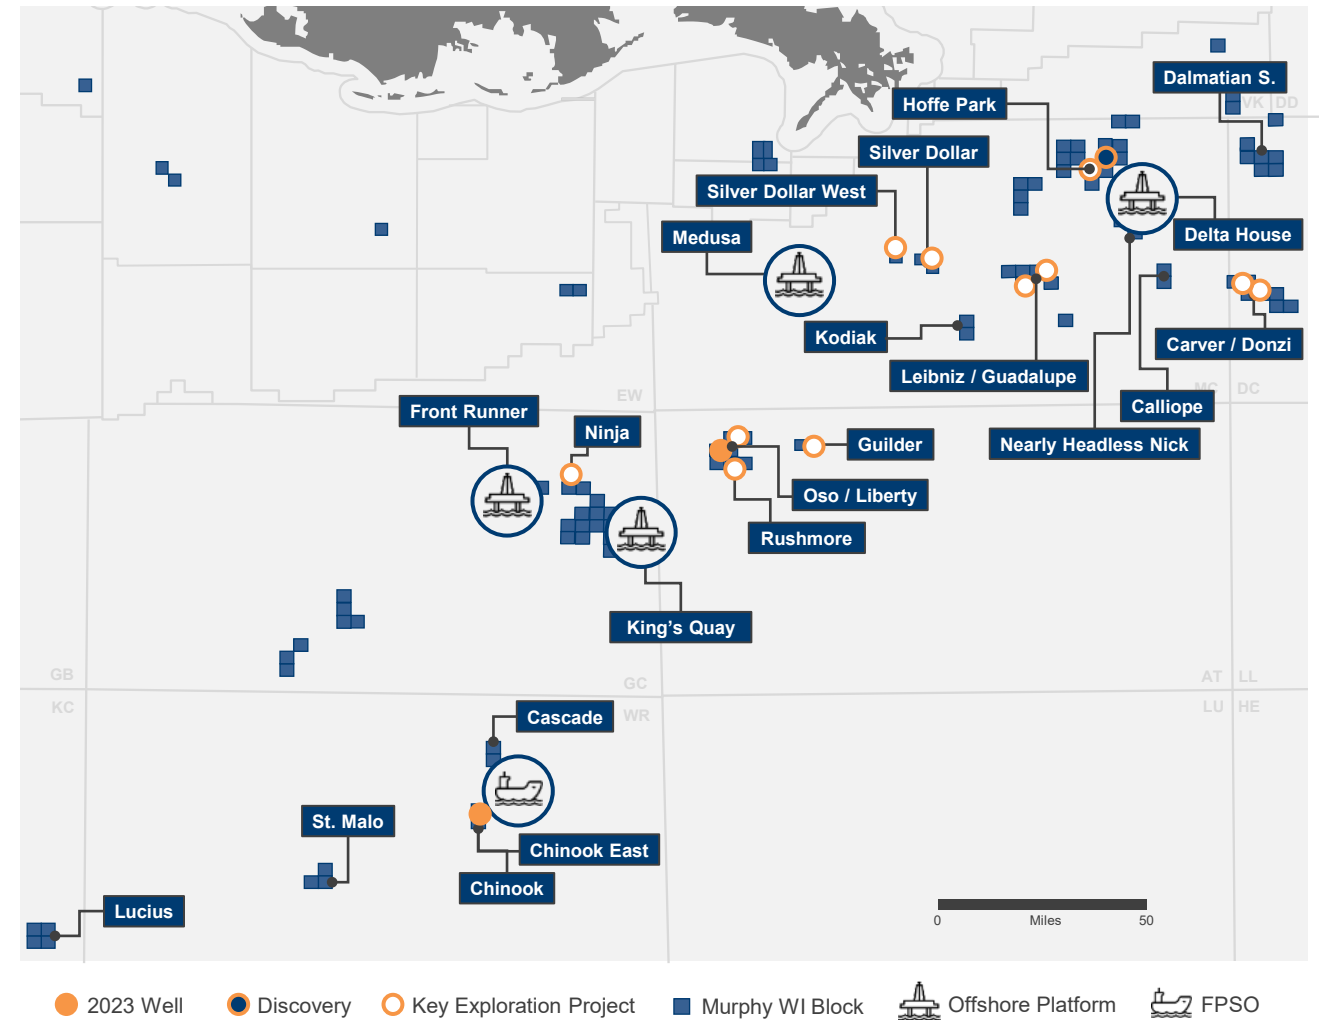 Dalmatian S.
VK
DD
Hoffe Park
Silver Dollar
Silver Dollar West
Medusa
Delta House
Kodiak
Carver / Donzi
Leibniz / Guadalupe
MC
DC
EW
Calliope
Front Runner
Ninja
Guilder
Nearly Headless Nick
Oso / Liberty
Rushmore
King's Quay
GB
GC
AT
LL
KC
WR
LU
HE
Cascade
St. Malo
Chinook East
Chinook
Lucius
0
Miles
50
2023 Well
Discovery
Key Exploration Project
Murphy WI Block
Offshore Platform
FPSO